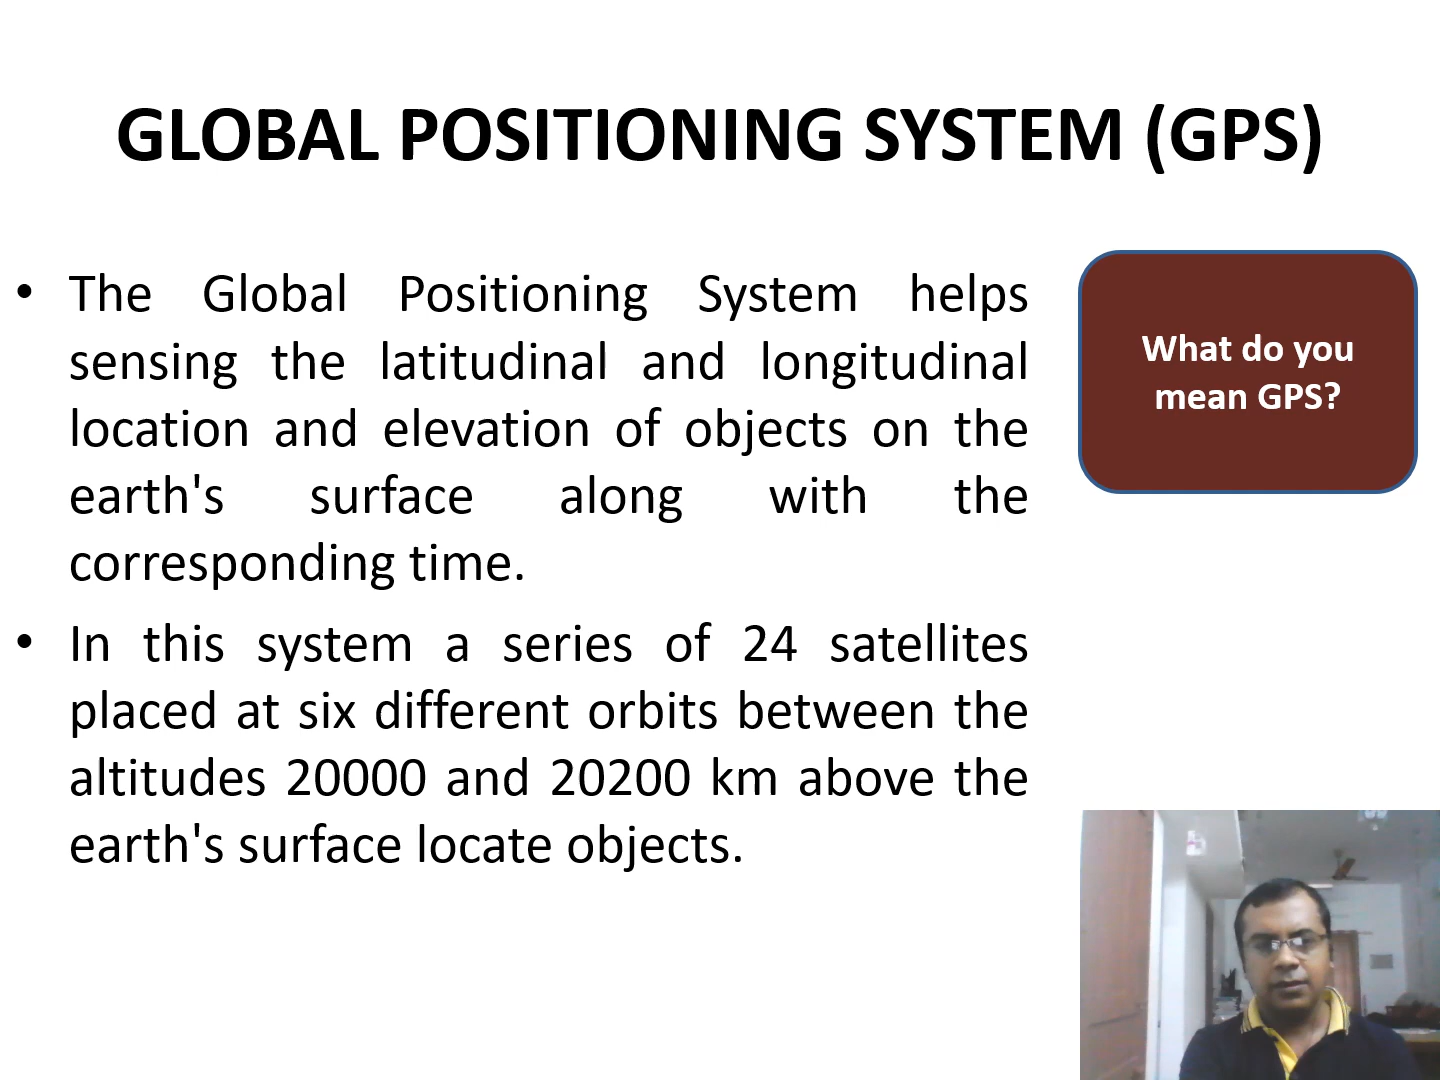 GLOBAL POSITIONING SYSTEM (GPS)
• The Global Positioning System helps
sensing the latitudinal and longitudinal
location and elevation of objects on the
earth's surface along with the
corresponding time.
• In this system a series of 24 satellites
placed at six different orbits between the
altitudes 20000 and 20200 km above the
earth's surface locate objects.
What do you
mean GPS?